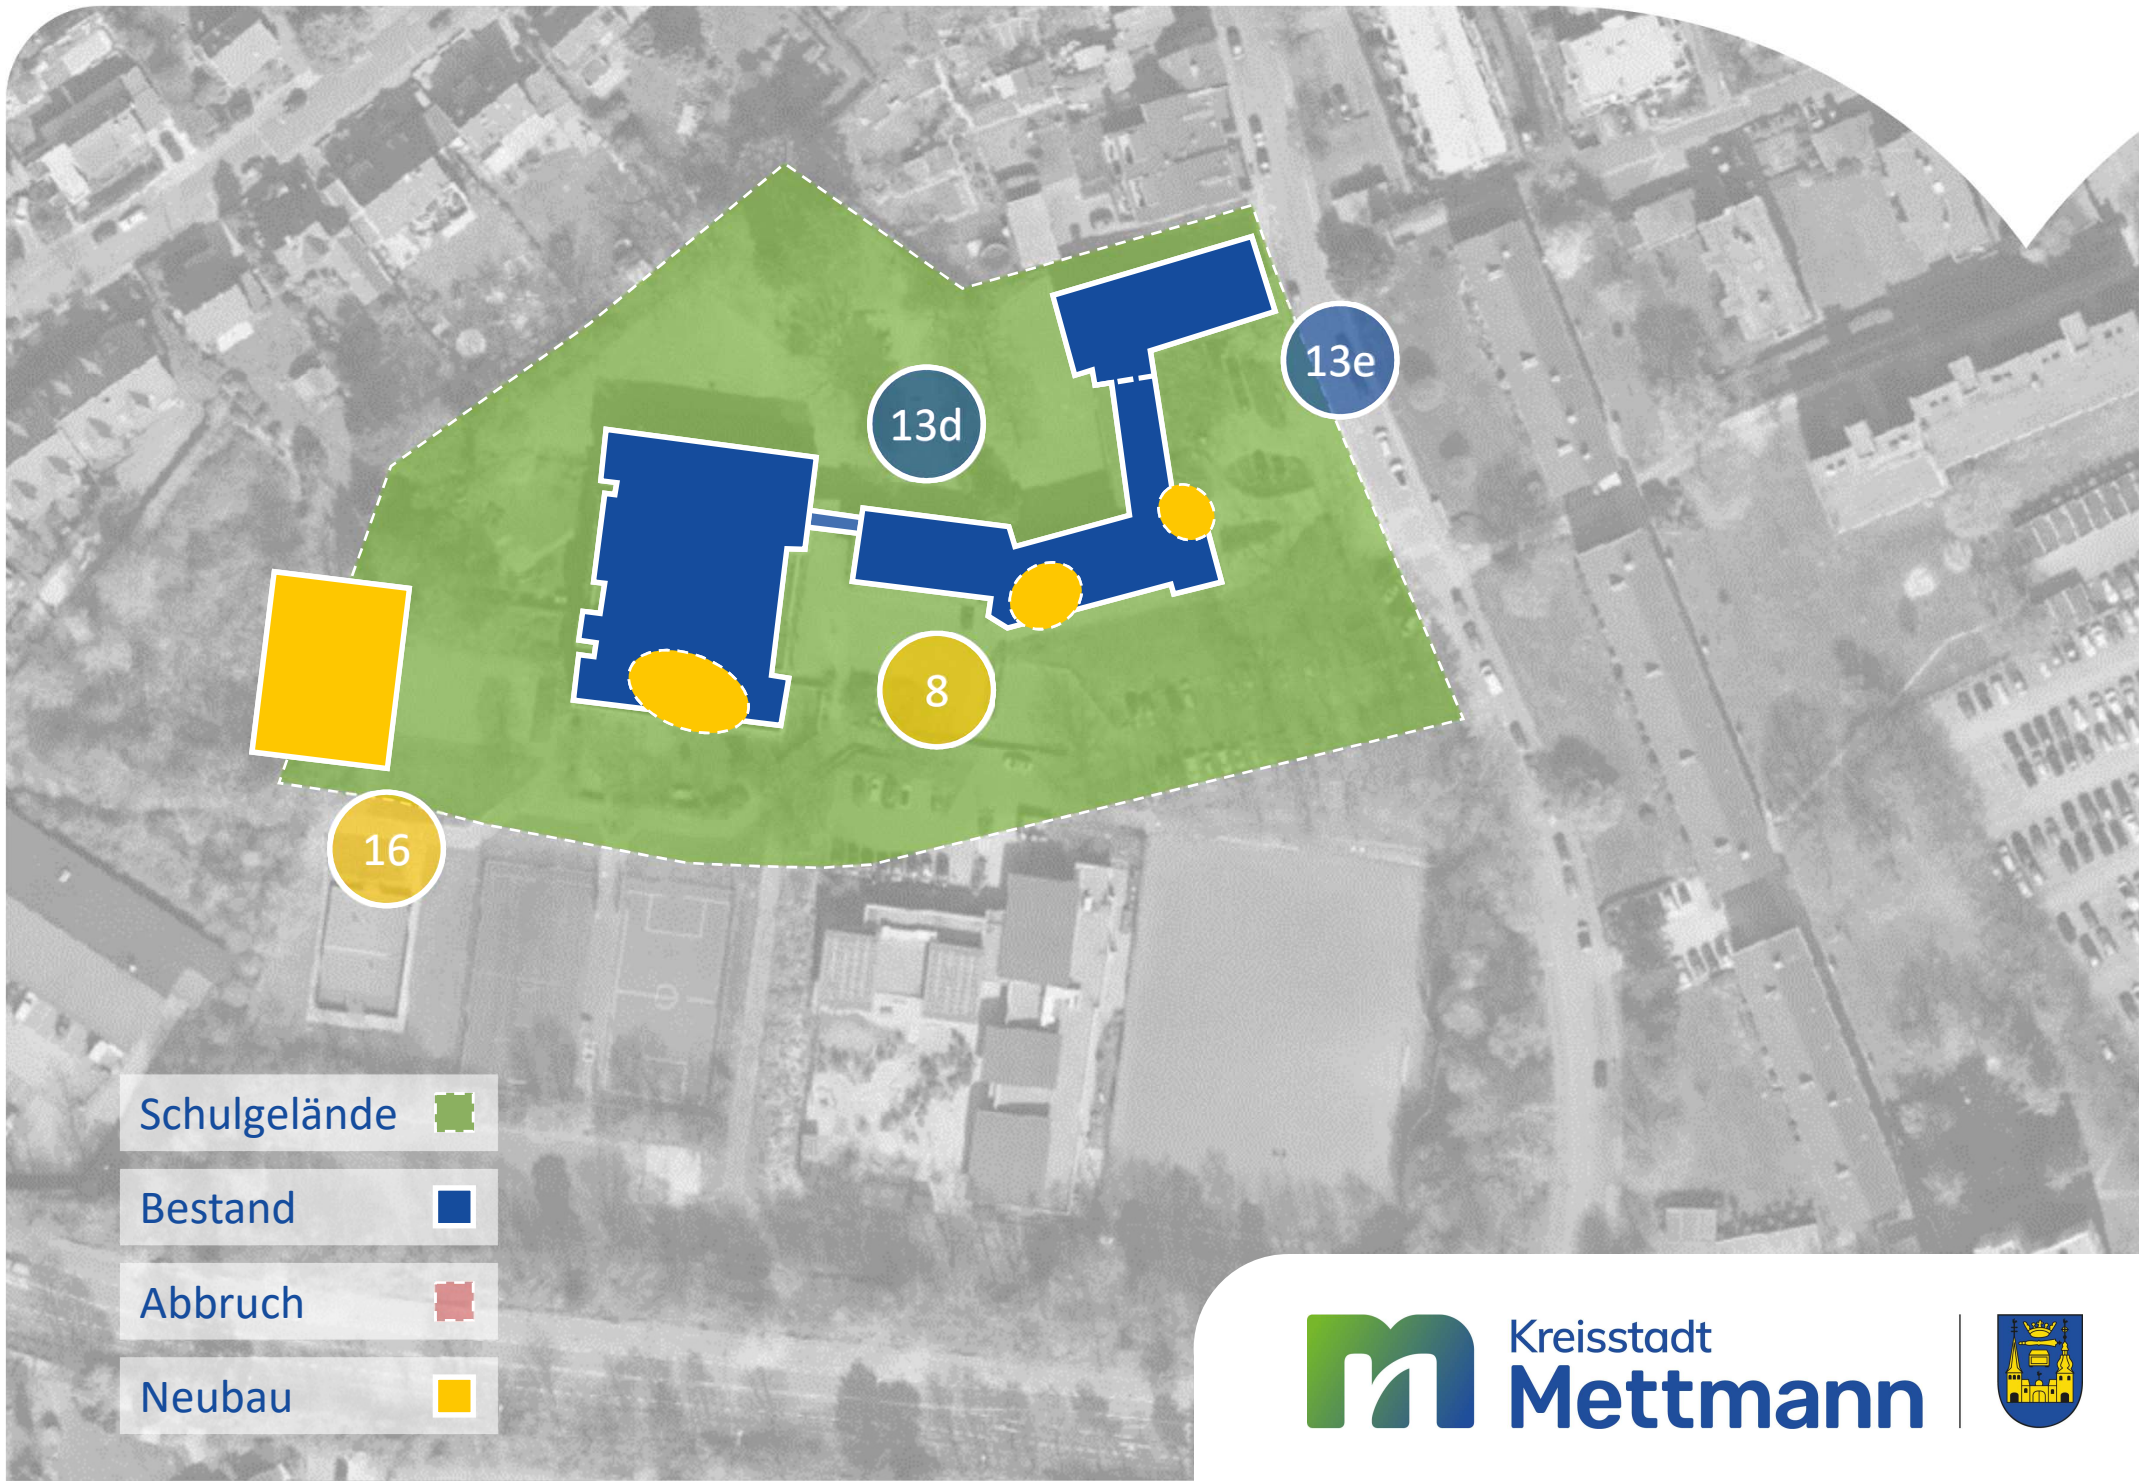 13e
13d
8
16
Schulgelände
Bestand
Abbruch
Neubau
Kreisstadt
Mettmann